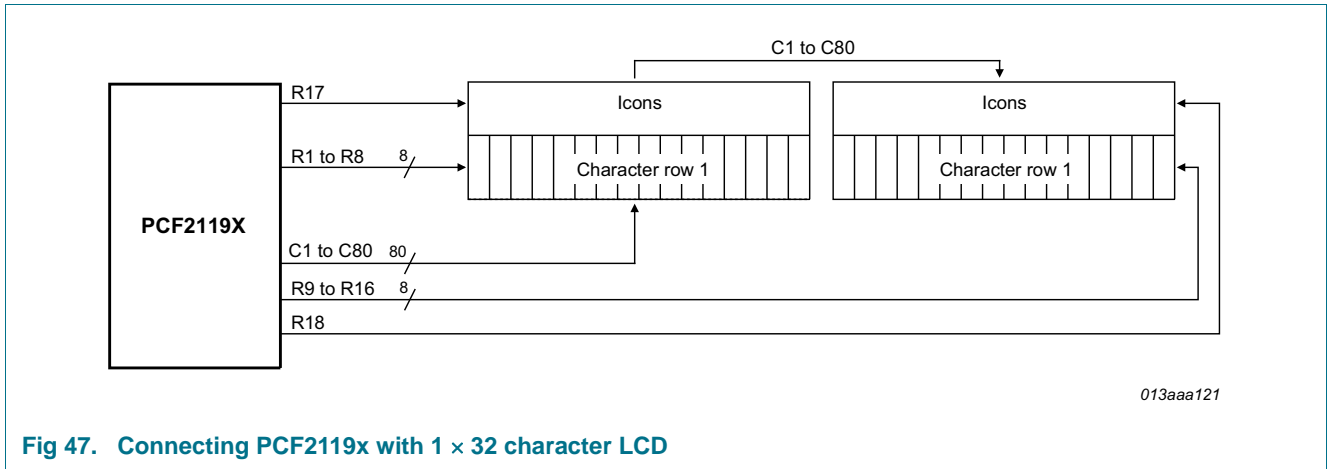 C1 to C80
R17
Icons
Icons
R1 to R8 8
Character row 1
Character row 1
PCF2119X
C1 to C80 80
R9 to R16 8
R18
013aaa121
Fig 47. Connecting PCF2119x with 1 × 32 character LCD